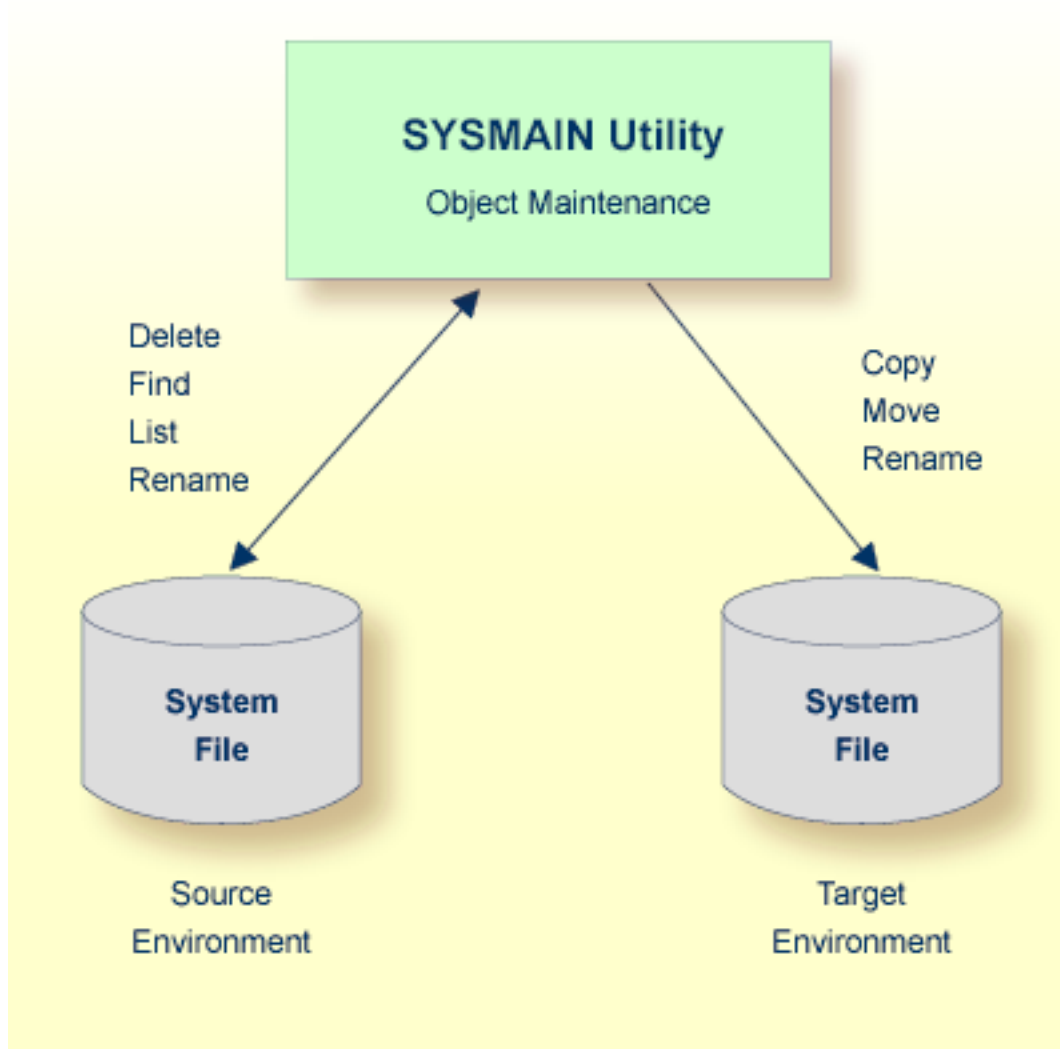 SYSMAIN Utility
Object Maintenance
Delete
Find
List
Rename
Copy
Move
Rename
System
File
System
File
Source
Environment
Target
Environment